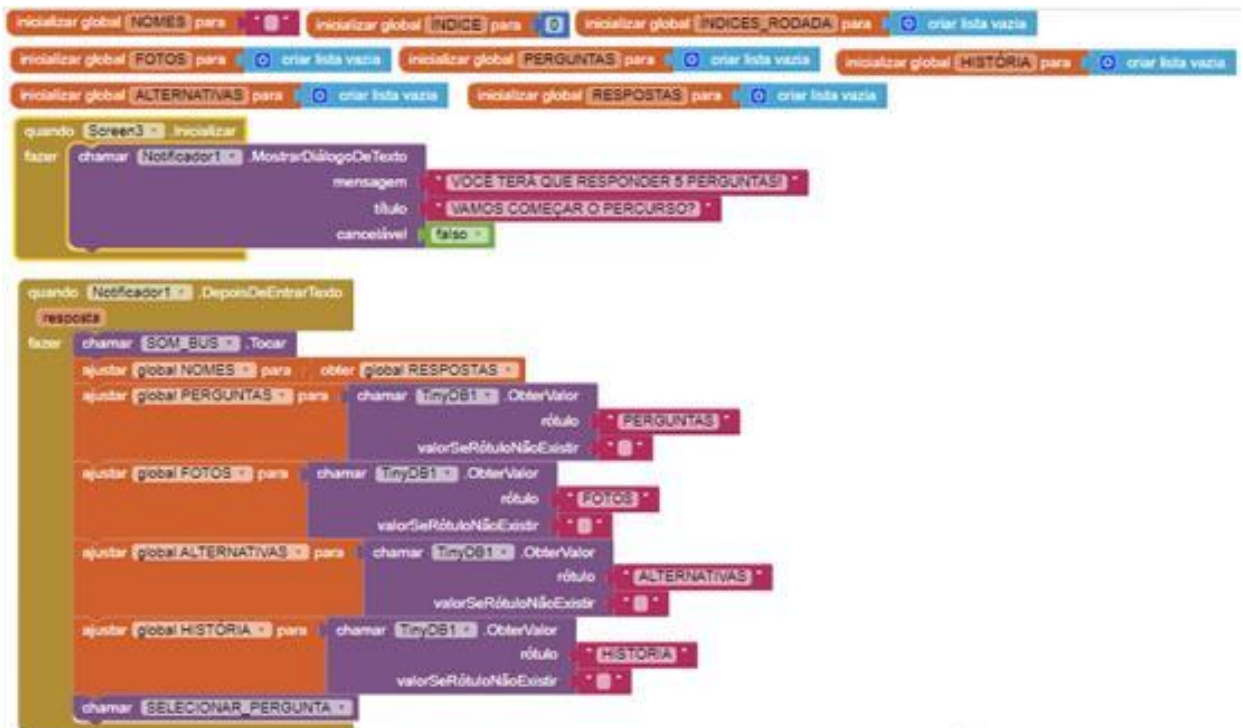 inicializar global NOMES para " "
inicializar global ÍNDICE para 0
inicializar global ÍNDICES_RODADA para criar lista vazia
inicializar global FOTOS para criar lista vazia
inicializar global PERGUNTAS para criar lista vazia
inicializar global HISTÓRIA para criar lista vazia
inicializar global ALTERNATIVAS para criar lista vazia
inicializar global RESPOSTAS para criar lista vazia
quando Screen3 .Inicializar
fazer chamar Notificador1 .MostrarDiálogoDeTexto
mensagem " VOCÊ TERÁ QUE RESPONDER 5 PERGUNTAS! "
título " VAMOS COMEÇAR O PERCURSO? "
cancelável falso
quando Notificador1 .DepoisDeEntrarTexto
resposta
fazer chamar SOM_BUS .Tocar
ajustar global NOMES para obter global RESPOSTAS
ajustar global PERGUNTAS para chamar TinyDB1 .ObterValor
rótulo " PERGUNTAS "
valorSeRótuloNãoExistir " "
ajustar global FOTOS para chamar TinyDB1 .ObterValor
rótulo " FOTOS "
valorSeRótuloNãoExistir " "
ajustar global ALTERNATIVAS para chamar TinyDB1 .ObterValor
rótulo " ALTERNATIVAS "
valorSeRótuloNãoExistir " "
ajustar global HISTÓRIA para chamar TinyDB1 .ObterValor
rótulo " HISTÓRIA "
valorSeRótuloNãoExistir " "
chamar SELECIONAR_PERGUNTA